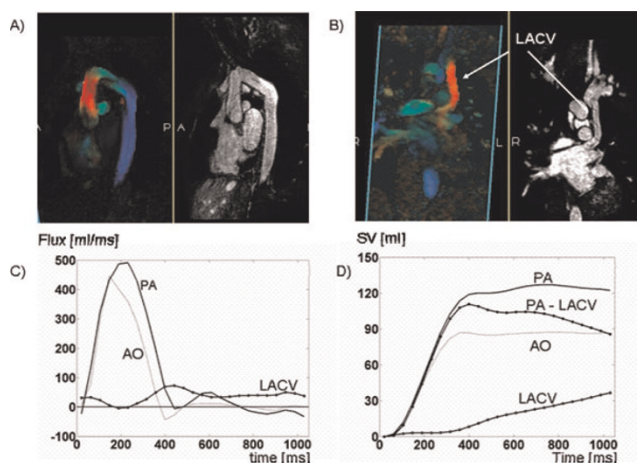 A)
A
P
A
B)
LACV
R
L
R
Flux [ml/ms]
C)
500
400
300
200
100
0
-100
PA
AO
LACV
0 200 400 600 800 1000
time [ms]
SV [ml]
D)
150
120
90
60
30
0
PA
PA - LACV
AO
LACV
0 200 400 600 800 1000
Time [ms]